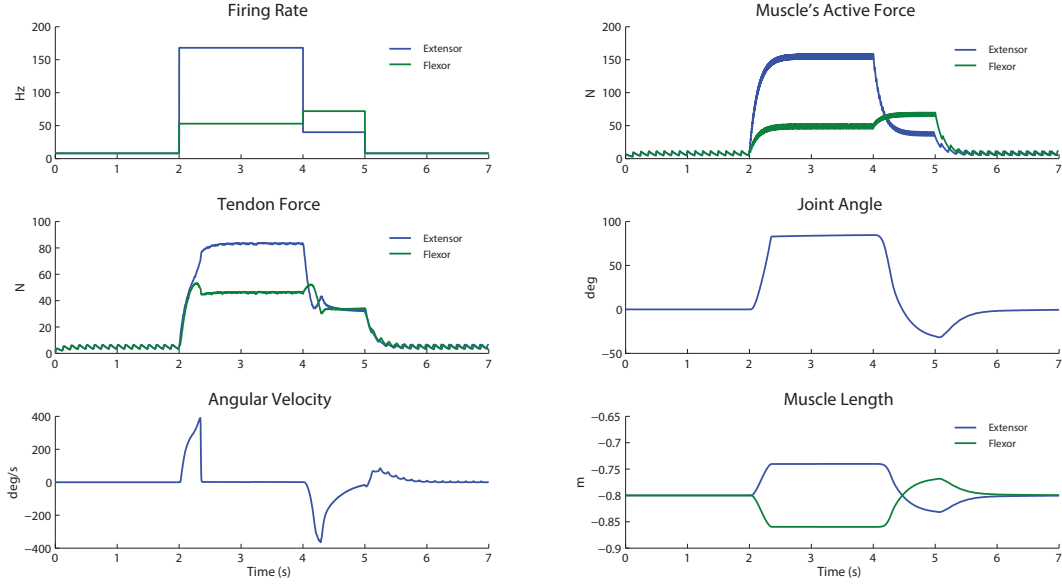 Firing Rate
200
150
100
50
0
Hz
Extensor
Flexor
0 1 2 3 4 5 6 7
Muscle's Active Force
200
150
100
50
0
N
Extensor
Flexor
0 1 2 3 4 5 6 7
Tendon Force
100
80
60
40
20
0
N
Extensor
Flexor
0 1 2 3 4 5 6 7
Joint Angle
100
50
0
−50
deg
0 1 2 3 4 5 6 7
Angular Velocity
400
200
0
−200
−400
deg/s
0 1 2 3 4 5 6 7
Time (s)
Muscle Length
−0.65
−0.7
−0.75
−0.8
−0.85
−0.9
m
Extensor
Flexor
0 1 2 3 4 5 6 7
Time (s)